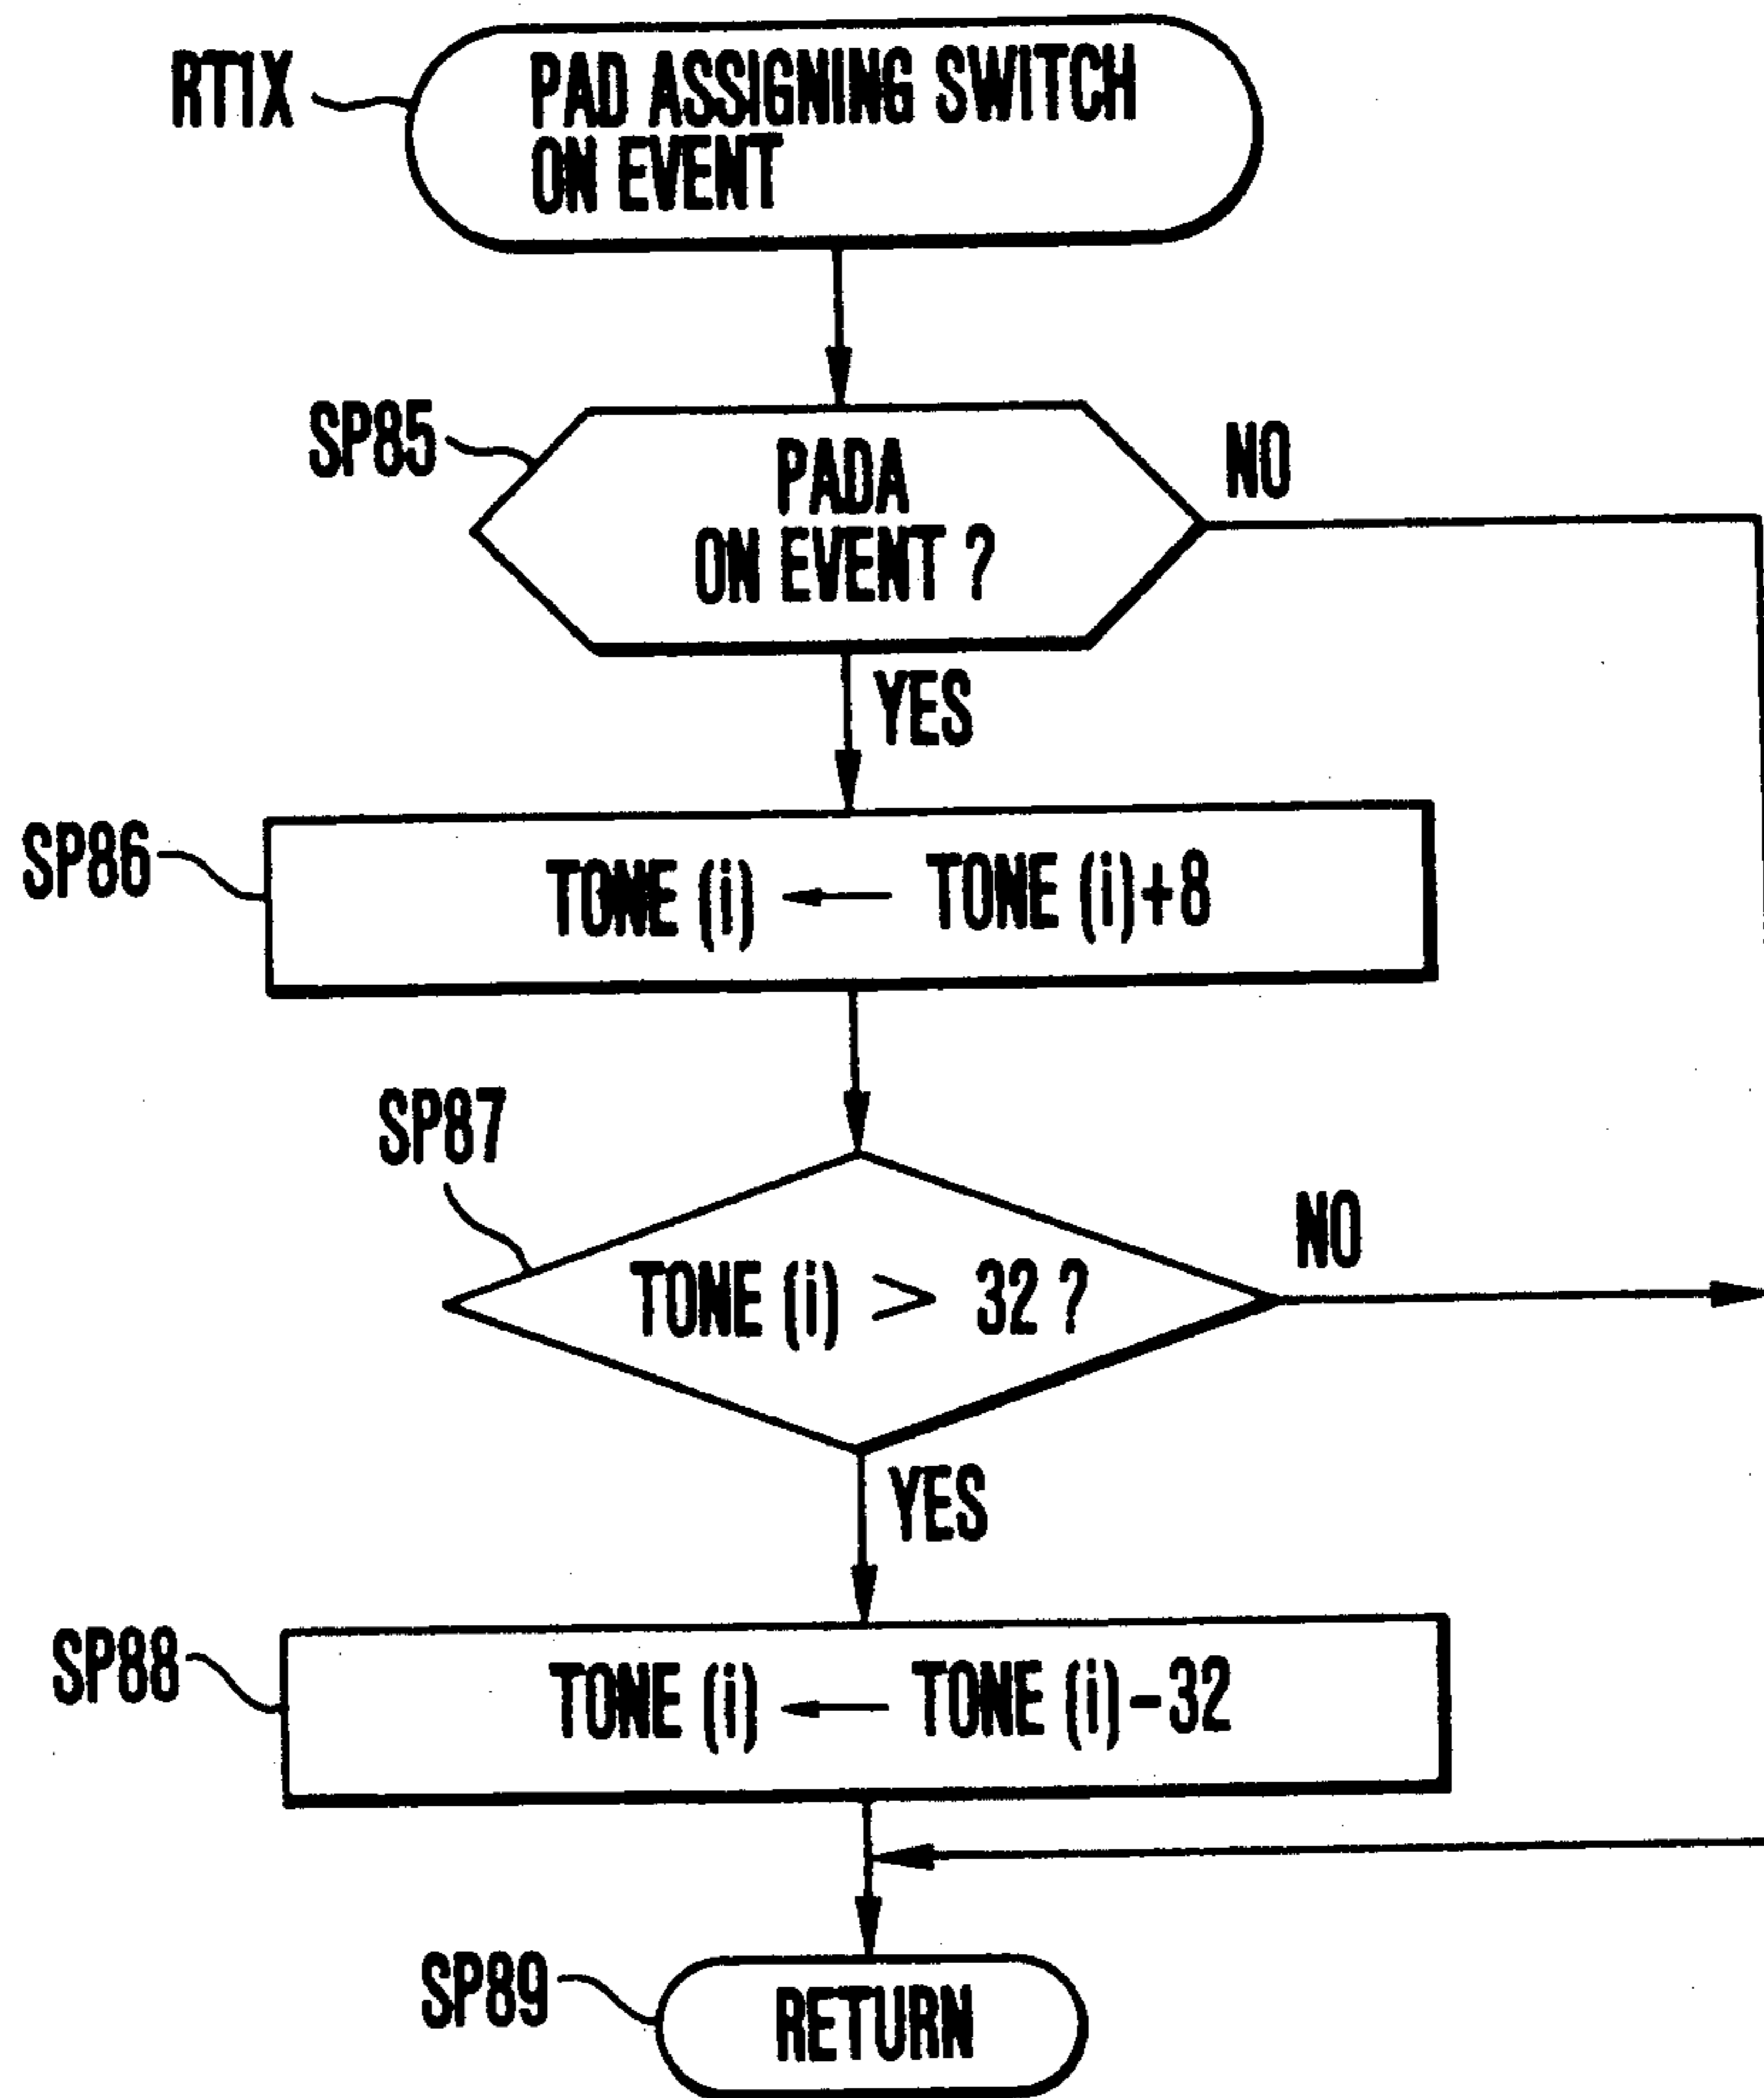 RT1X
PAD ASSIGNING SWITCH
ON EVENT
SP85
PADA
ON EVENT ?
NO
YES
SP86
TONE (i) ← TONE (i)+8
SP87
TONE (i) > 32 ?
NO
YES
SP88
TONE (i) ← TONE (i)-32
SP89
RETURN